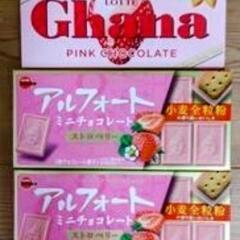 LOTTE
Ghana
PINK CHOCOLATE
アルフォート
ミニチョコレート
ストロベリー
小麦全粒粉
アルフォート
ミニチョコレート
ストロベリー
小麦全粒粉